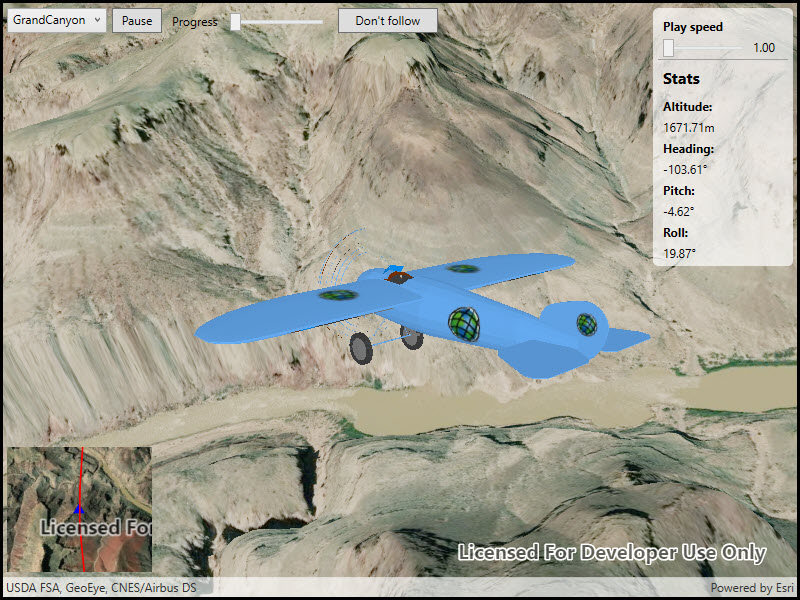 GrandCanyon
Pause
Progress
Don't follow
Play speed
1.00
Stats
Altitude:
1671.71m
Heading:
-103.61°
Pitch:
-4.62°
Roll:
19.87°
Licensed For
Licensed For Developer Use Only
USDA FSA, GeoEye, CNES/Airbus DS
Powered by Esri